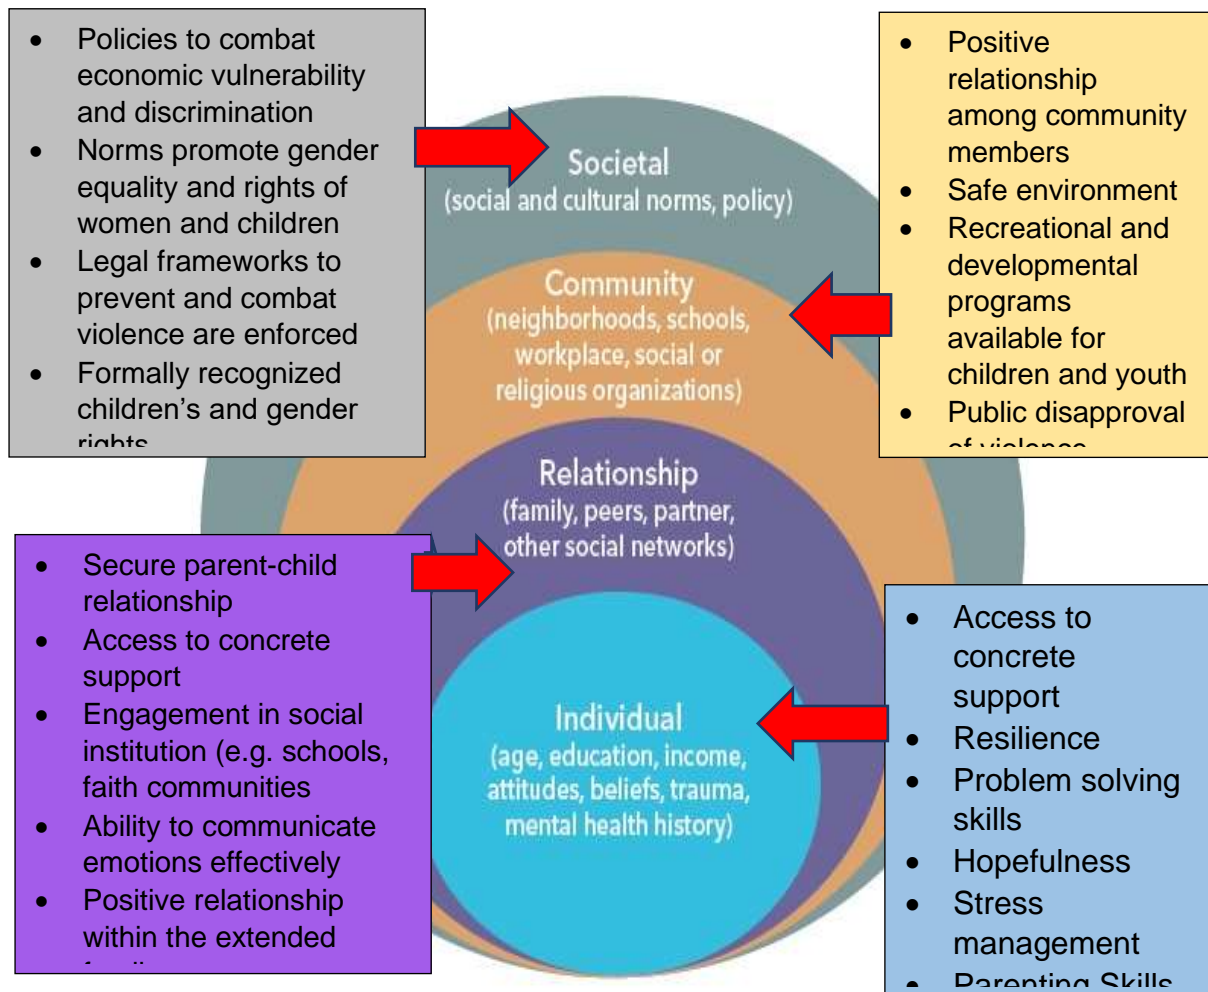 • Policies to combat
economic vulnerability
and discrimination
• Norms promote gender
equality and rights of
women and children
• Legal frameworks to
prevent and combat
violence are enforced
• Formally recognized
children’s and gender
rights
• Positive
relationship
among community
members
• Safe environment
• Recreational and
developmental
programs
available for
children and youth
• Public disapproval
of violence
Societal
(social and cultural norms, policy)
Community
(neighborhoods, schools,
workplace, social or
religious organizations)
Relationship
(family, peers, partner,
other social networks)
• Secure parent-child
relationship
• Access to concrete
support
• Engagement in social
institution (e.g. schools,
faith communities
• Ability to communicate
emotions effectively
• Positive relationship
within the extended
Individual
(age, education, income,
attitudes, beliefs, trauma,
mental health history)
• Access to
concrete
support
• Resilience
• Problem solving
skills
• Hopefulness
• Stress
management
• Parenting Skills